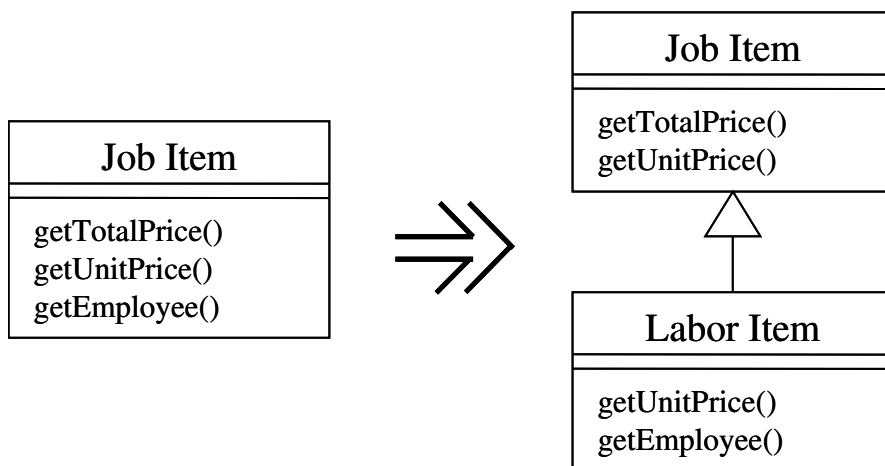 Job Item
getTotalPrice()
getUnitPrice()
getEmployee()
Job Item
getTotalPrice()
getUnitPrice()
Labor Item
getUnitPrice()
getEmployee()